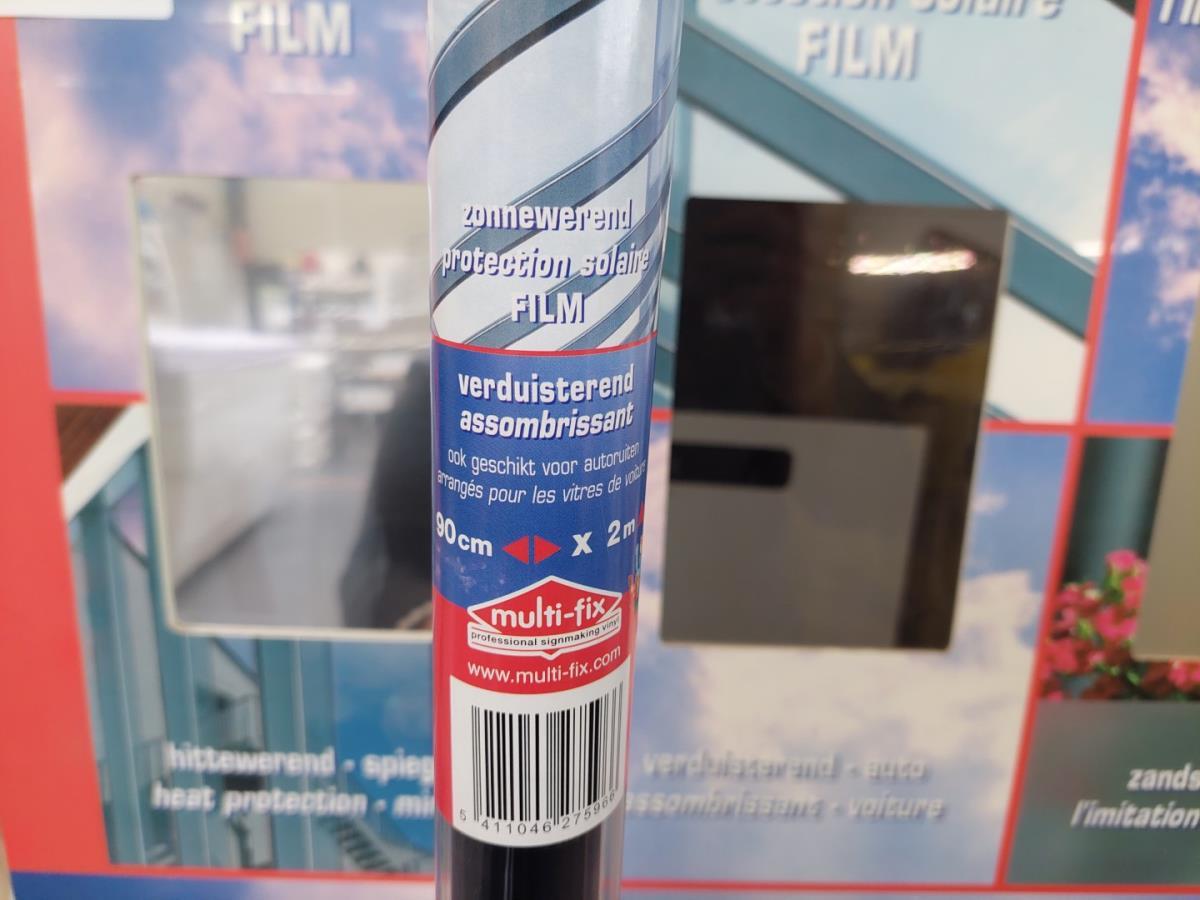 FILM
protection solaire
FILM
zonnewerend
protection solaire
FILM
verduisterend
assombrissant
ook geschikt voor autoruiten
arrangés pour les vitres de voiture
90cm x 2m
multi-fix
professional signmaking vinyl
www.multi-fix.com
5 411046 275966
hittewerend - spieg
heat protection - mi
verduisterend - auto
assombrissant - voiture
zands
l'imitation